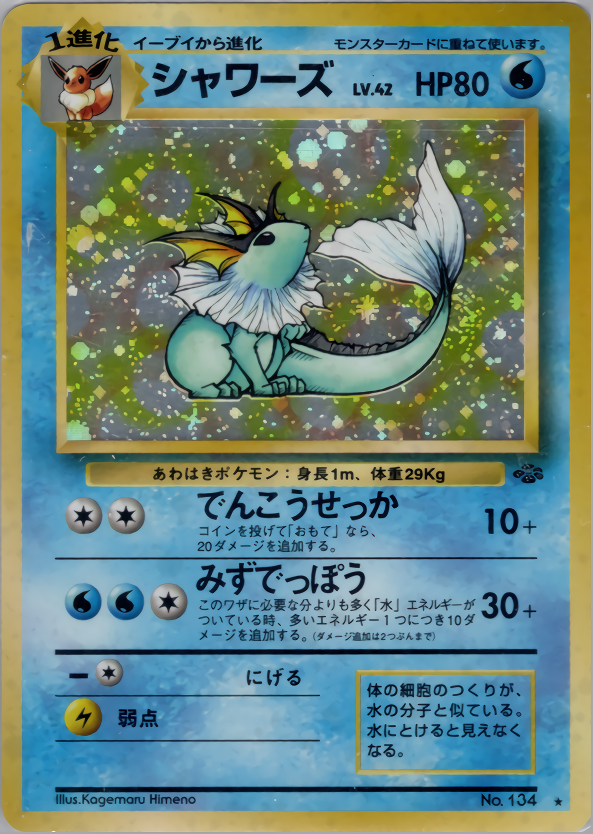 1進化
イーブイから進化
モンスターカードに重ねて使います。
シャワーズ LV.42 HP80
あわはきポケモン：身長1m、体重29Kg
でんこうせっか 10+
コインを投げて「おもて」なら、
20ダメージを追加する。
みずでっぽう 30+
このワザに必要な分よりも多く「水」エネルギーが
ついている時、多いエネルギー1つにつき10ダ
メージを追加する。(ダメージ追加は2つぶんまで)
にげる
弱点
体の細胞のつくりが、
水の分子と似ている。
水にとけると見えなく
なる。
Illus.Kagemaru Himeno
No. 134 ★